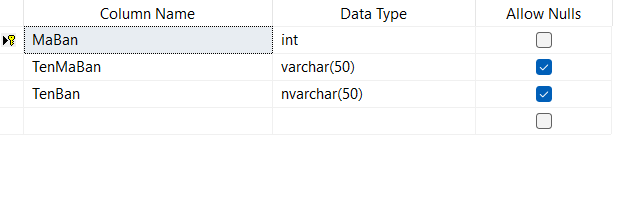 Column Name Data Type Allow Nulls
MaBan int
TenMaBan varchar(50)
TenBan nvarchar(50)